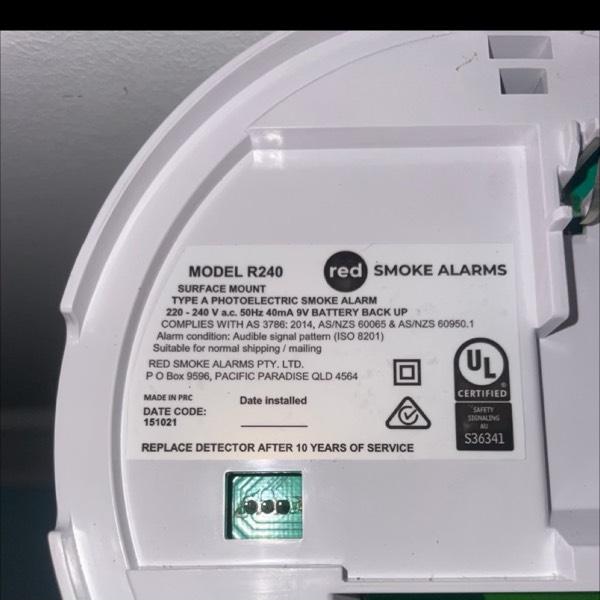 MODEL R240
red SMOKE ALARMS
SURFACE MOUNT
TYPE A PHOTOELECTRIC SMOKE ALARM
220 - 240 V a.c. 50Hz 40mA 9V BATTERY BACK UP
COMPLIES WITH AS 3786: 2014, AS/NZS 60065 & AS/NZS 60950.1
Alarm condition: Audible signal pattern (ISO 8201)
Suitable for normal shipping / mailing
RED SMOKE ALARMS PTY. LTD.
P O Box 9596, PACIFIC PARADISE QLD 4564
MADE IN PRC
DATE CODE:
151021
Date installed
UL
®
CERTIFIED
SAFETY
SIGNALING
AU
S36341
REPLACE DETECTOR AFTER 10 YEARS OF SERVICE